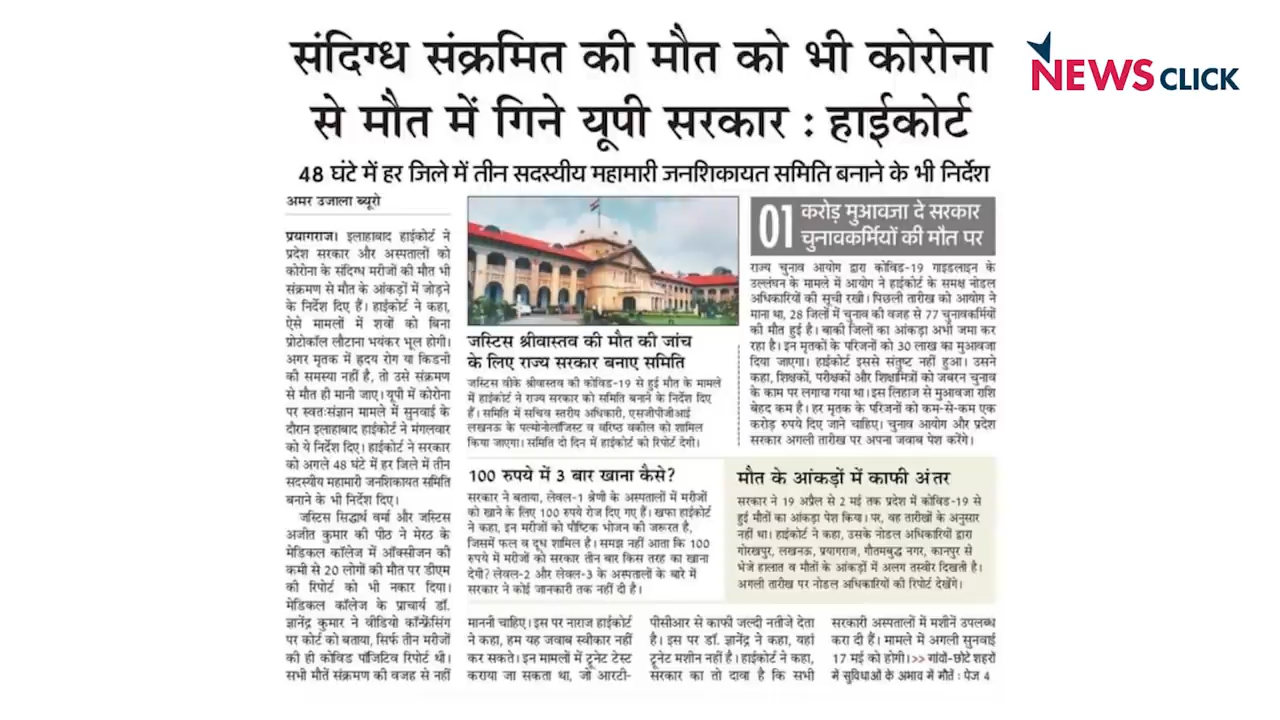 NEWSCLICK
संदिग्ध संक्रमित की मौत को भी कोरोना
से मौत में गिने यूपी सरकार : हाईकोर्ट
48 घंटे में हर जिले में तीन सदस्यीय महामारी जनशिकायत समिति बनाने के भी निर्देश
अमर उजाला ब्यूरो
प्रयागराज। इलाहाबाद हाईकोर्ट ने
प्रदेश सरकार और अस्पतालों को
कोरोना के संदिग्ध मरीजों की मौत भी
संक्रमण से मौत के आंकड़ों में जोड़ने
के निर्देश दिए हैं। हाईकोर्ट ने कहा,
ऐसे मामलों में शवों को बिना
प्रोटोकॉल लौटाना भयंकर भूल होगी।
अगर मृतक में हृदय रोग या किडनी
की समस्या नहीं है, तो उसे संक्रमण
से मौत ही मानी जाए। यूपी में कोरोना
पर स्वत:संज्ञान मामले में सुनवाई के
दौरान इलाहाबाद हाईकोर्ट ने मंगलवार
को ये निर्देश दिए। हाईकोर्ट ने सरकार
को अगले 48 घंटे में हर जिले में तीन
सदस्यीय महामारी जनशिकायत समिति
बनाने के भी निर्देश दिए।
जस्टिस सिद्धार्थ वर्मा और जस्टिस
अजीत कुमार की पीठ ने मेरठ के
मेडिकल कॉलेज में ऑक्सीजन की
कमी से 20 लोगों की मौत पर डीएम
की रिपोर्ट को भी नकार दिया।
मेडिकल कॉलेज के प्राचार्य डॉ.
ज्ञानेंद्र कुमार ने वीडियो कॉन्फ्रेंसिंग
पर कोर्ट को बताया, सिर्फ तीन मरीजों
की ही कोविड पॉजिटिव रिपोर्ट थी।
सभी मौतें संक्रमण की वजह से नहीं
जस्टिस श्रीवास्तव की मौत की जांच
के लिए राज्य सरकार बनाए समिति
जस्टिस वीके श्रीवास्तव की कोविड-19 से हुई मौत के मामले
में हाईकोर्ट ने राज्य सरकार को समिति बनाने के निर्देश दिए
हैं। समिति में सचिव स्तरीय अधिकारी, एसजीपीजीआई
लखनऊ के पल्मोनोलॉजिस्ट व वरिष्ठ वकील को शामिल
किया जाएगा। समिति दो दिन में हाईकोर्ट को रिपोर्ट देगी।
01 करोड़ मुआवजा दे सरकार
चुनावकर्मियों की मौत पर
राज्य चुनाव आयोग द्वारा कोविड-19 गाइडलाइन के
उल्लंघन के मामले में आयोग ने हाईकोर्ट के समक्ष नोडल
अधिकारियों की सूची रखी। पिछली तारीख को आयोग ने
माना था, 28 जिलों में चुनाव की वजह से 77 चुनावकर्मियों
की मौत हुई है। बाकी जिलों का आंकड़ा अभी जमा कर
रहा है। इन मृतकों के परिजनों को 30 लाख का मुआवजा
दिया जाएगा। हाईकोर्ट इससे संतुष्ट नहीं हुआ। उसने
कहा, शिक्षकों, परीक्षकों और शिक्षामित्रों को जबरन चुनाव
के काम पर लगाया गया था। इस लिहाज से मुआवजा राशि
बेहद कम है। हर मृतक के परिजनों को कम-से-कम एक
करोड़ रुपये दिए जाने चाहिए। चुनाव आयोग और प्रदेश
सरकार अगली तारीख पर अपना जवाब पेश करेंगे।
100 रुपये में 3 बार खाना कैसे?
सरकार ने बताया, लेवल-1 श्रेणी के अस्पतालों में मरीजों
को खाने के लिए 100 रुपये रोज दिए गए हैं। खफा हाईकोर्ट
ने कहा, इन मरीजों को पौष्टिक भोजन की जरूरत है,
जिसमें फल व दूध शामिल है। समझ नहीं आता कि 100
रुपये में मरीजों को सरकार तीन बार किस तरह का खाना
देगी? लेवल-2 और लेवल-3 के अस्पतालों के बारे में
सरकार ने कोई जानकारी तक नहीं दी है।
मौत के आंकड़ों में काफी अंतर
सरकार ने 19 अप्रैल से 2 मई तक प्रदेश में कोविड-19 से
हुई मौतों का आंकड़ा पेश किया। पर, वह तारीखों के अनुसार
नहीं था। हाईकोर्ट ने कहा, उसके नोडल अधिकारियों द्वारा
गोरखपुर, लखनऊ, प्रयागराज, गौतमबुद्ध नगर, कानपुर से
भेजे हालात व मौतों के आंकड़ों में अलग तस्वीर दिखती है।
अगली तारीख पर नोडल अधिकारियों की रिपोर्ट देखेंगे।
माननी चाहिए। इस पर नाराज हाईकोर्ट
ने कहा, हम यह जवाब स्वीकार नहीं
कर सकते। इन मामलों में ट्रूनेट टेस्ट
कराया जा सकता था, जो आरटी-
पीसीआर से काफी जल्दी नतीजे देता
है। इस पर डॉ. ज्ञानेंद्र ने कहा, यहां
ट्रूनेट मशीन नहीं है। हाईकोर्ट ने कहा,
सरकार का तो दावा है कि सभी
सरकारी अस्पतालों में मशीनें उपलब्ध
करा दी हैं। मामले में अगली सुनवाई
17 मई को होगी। >> गांवों-छोटे शहरों
में सुविधाओं के अभाव में मौतें : पेज 4